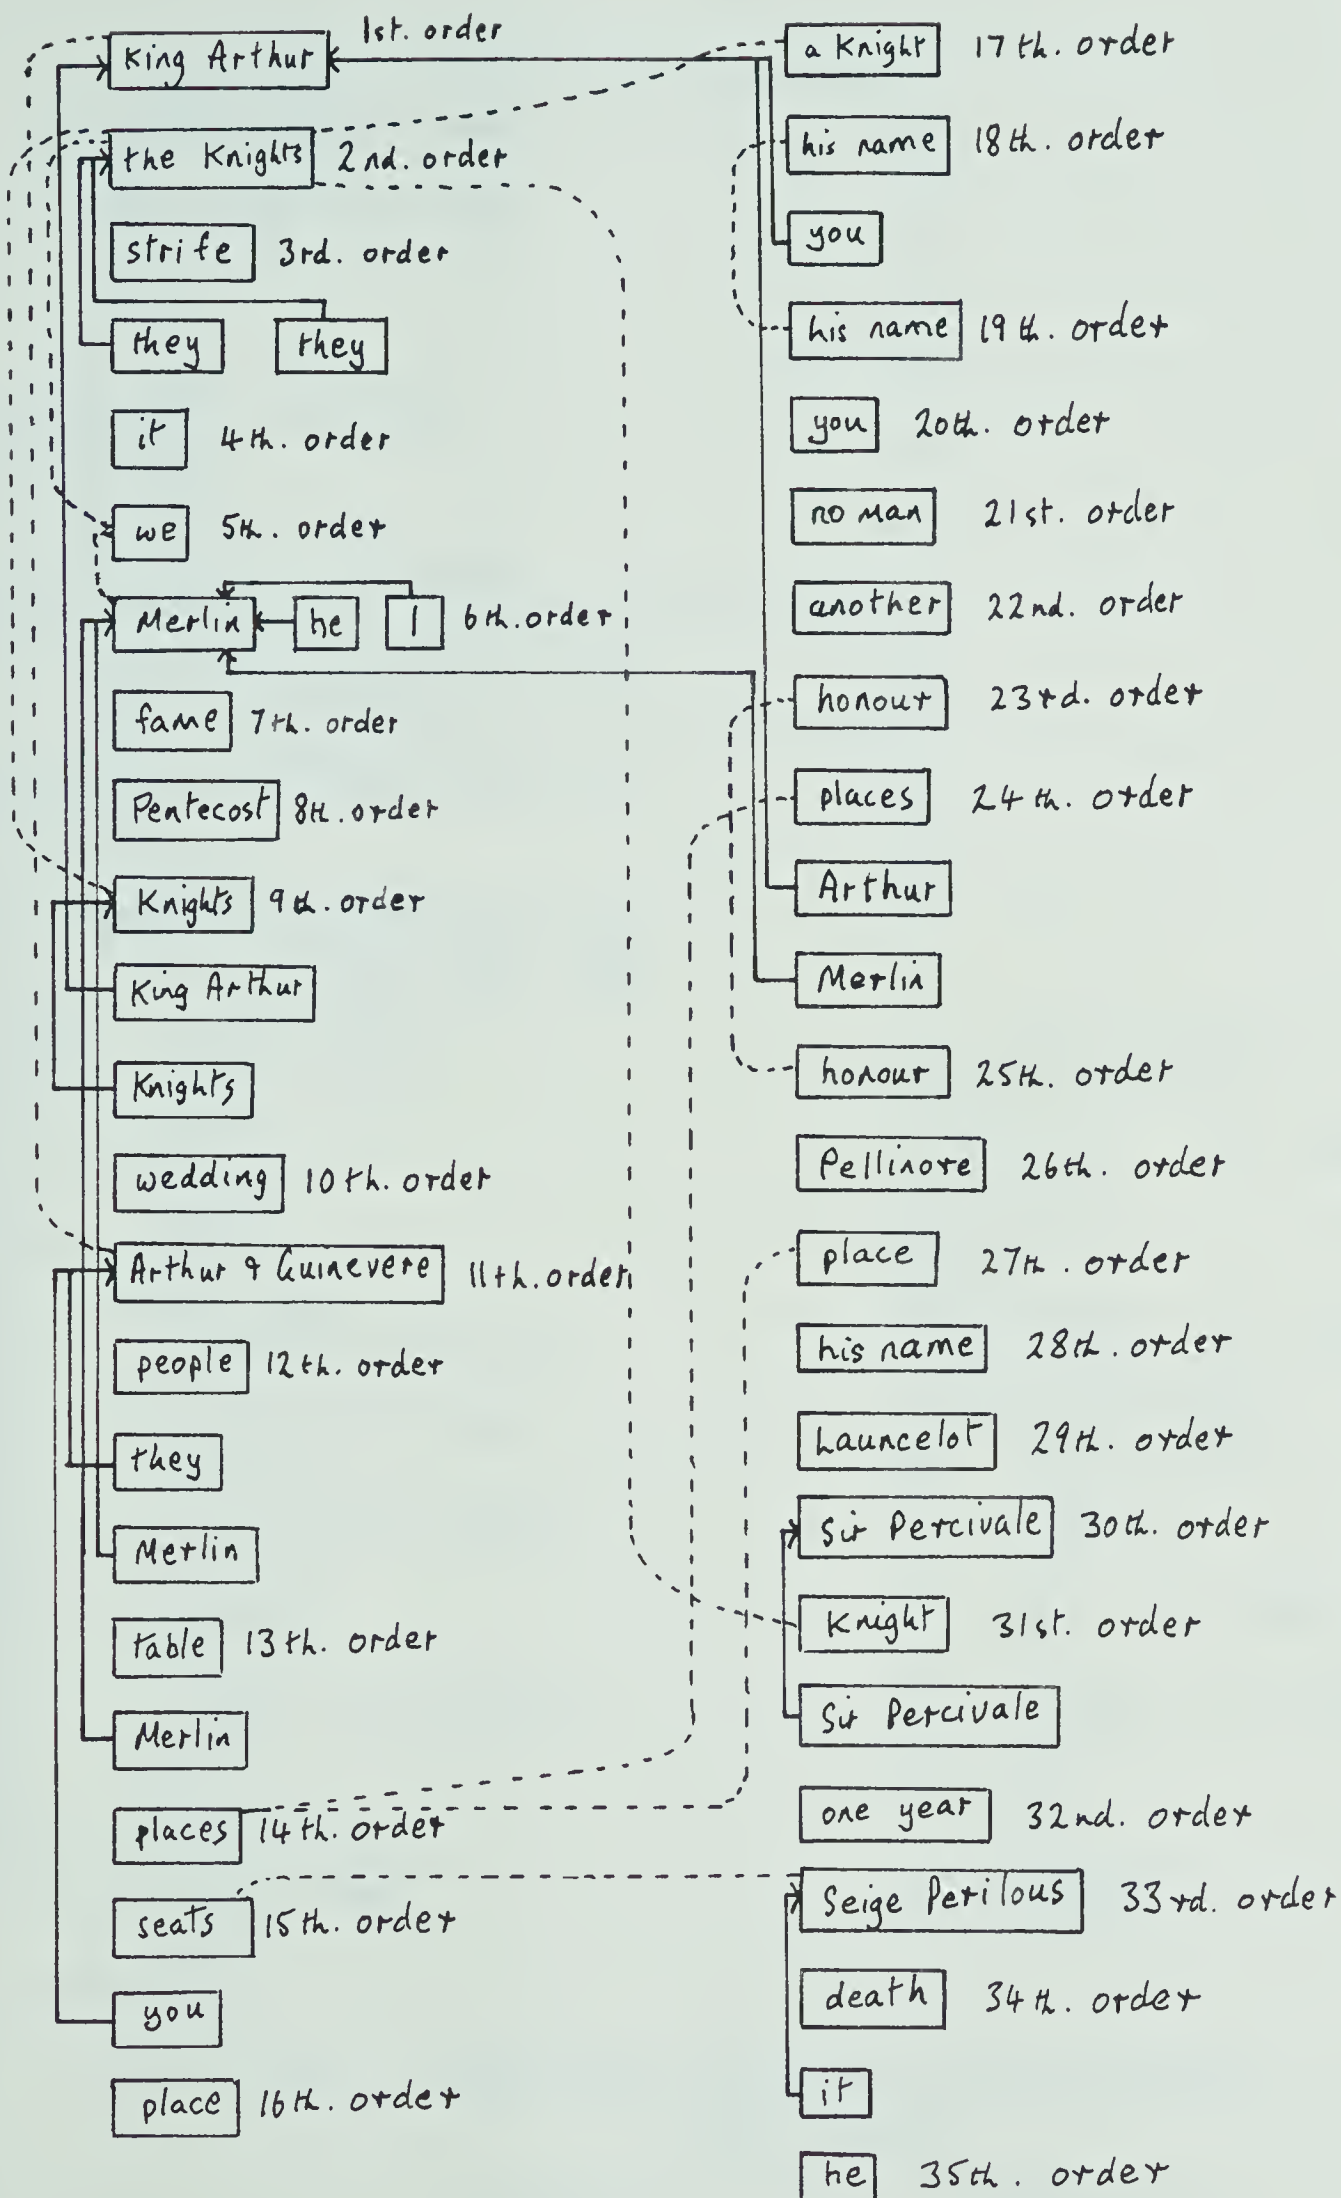 King Arthur 1st. order
the Knights 2nd. order
strife 3rd. order
they they
it 4th. order
we 5th. order
Merlin he I 6th. order
fame 7th. order
Pentecost 8th. order
Knights 9th. order
King Arthur
Knights
wedding 10th. order
Arthur & Guinevere 11th. order
people 12th. order
they
Merlin
table 13th. order
Merlin
places 14th. order
seats 15th. order
you
place 16th. order
a Knight 17th. order
his name 18th. order
you
his name 19th. order
you 20th. order
no man 21st. order
another 22nd. order
honour 23rd. order
places 24th. order
Arthur
Merlin
honour 25th. order
Pellinore 26th. order
place 27th. order
his name 28th. order
Launcelot 29th. order
Sir Percivale 30th. order
Knight 31st. order
Sir Percivale
one year 32nd. order
Seige Perilous 33rd. order
death 34th. order
it
he 35th. order